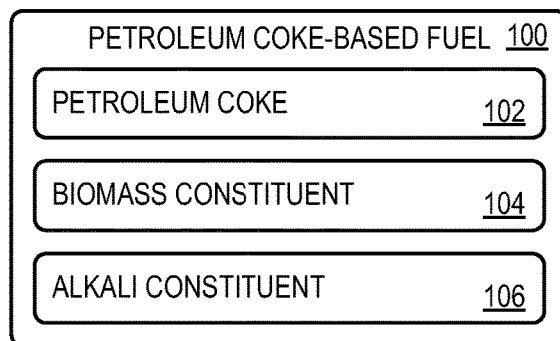 PETROLEUM COKE-BASED FUEL 100
PETROLEUM COKE 102
BIOMASS CONSTITUENT 104
ALKALI CONSTITUENT 106